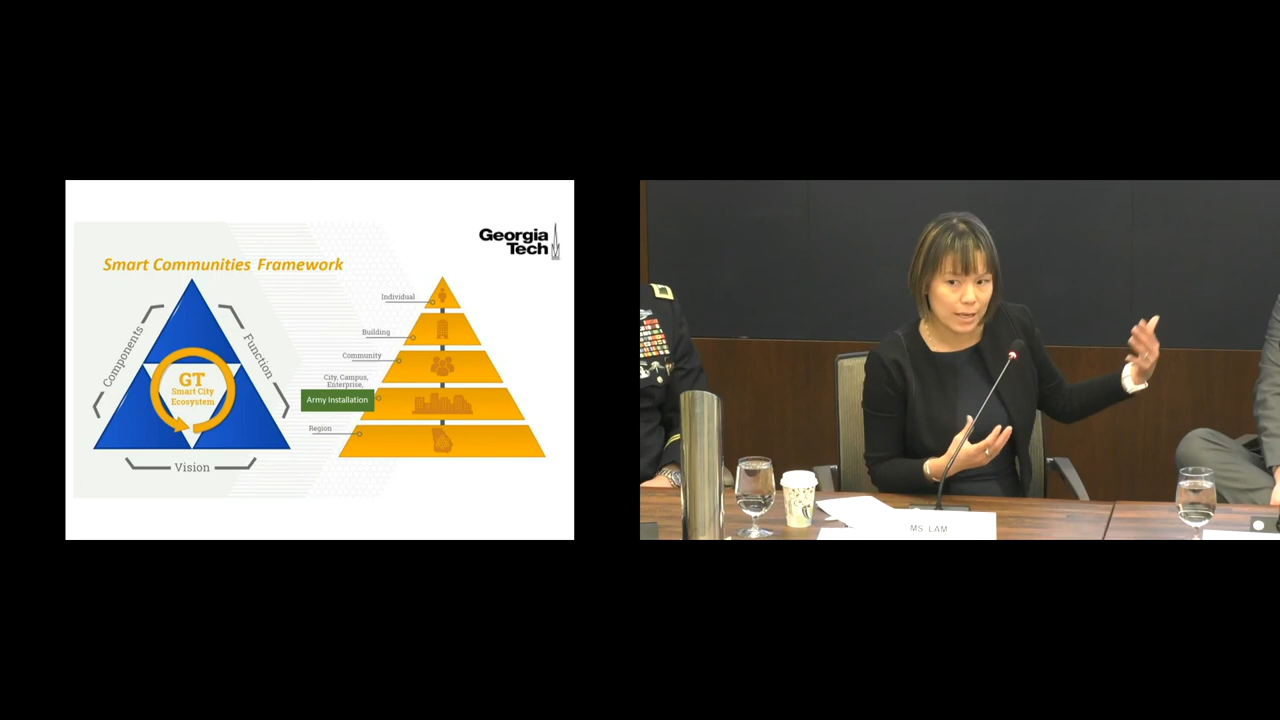 Georgia
Tech
Smart Communities Framework
Components
Function
GT
Smart City
Ecosystem
Vision
Individual
Building
Community
City, Campus,
Enterprise,
Army Installation
Region
MS. LAM